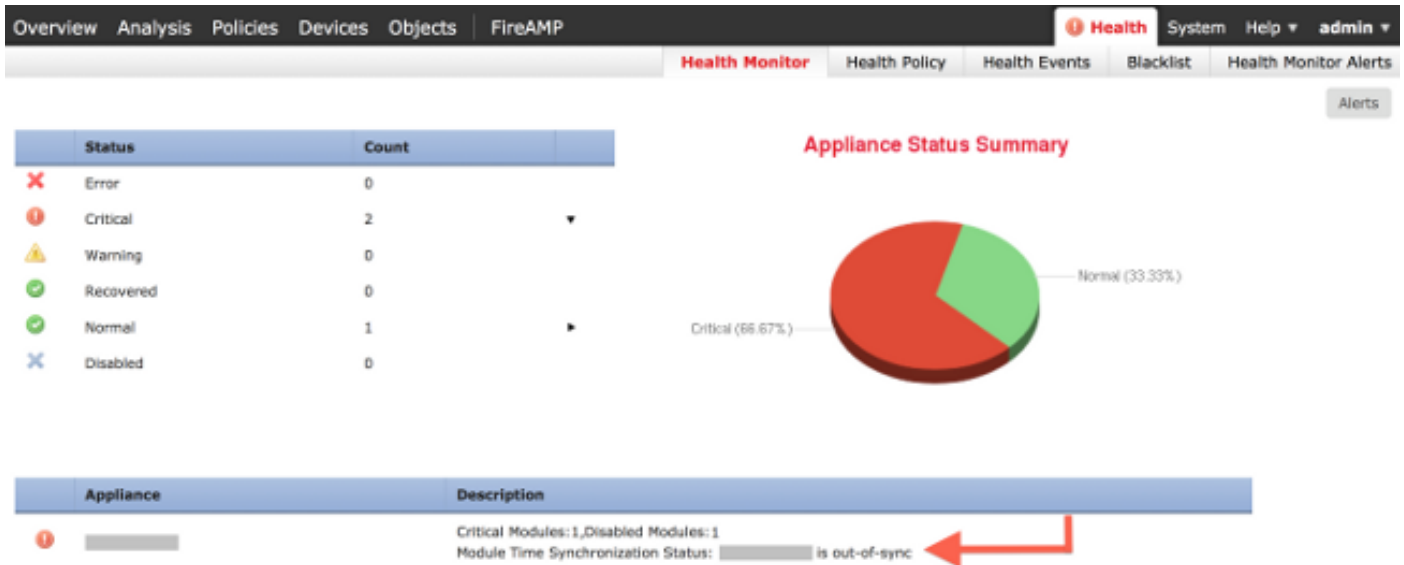 Overview Analysis Policies Devices Objects FireAMP Health System Help ▾ admin ▾
Health Monitor Health Policy Health Events Blacklist Health Monitor Alerts
Alerts
Status Count
Error 0
Critical 2
Warning 0
Recovered 0
Normal 1
Disabled 0
Appliance Status Summary
Normal (33.33%)
Critical (66.67%)
Appliance Description
Critical Modules:1,Disabled Modules:1
Module Time Synchronization Status: is out-of-sync